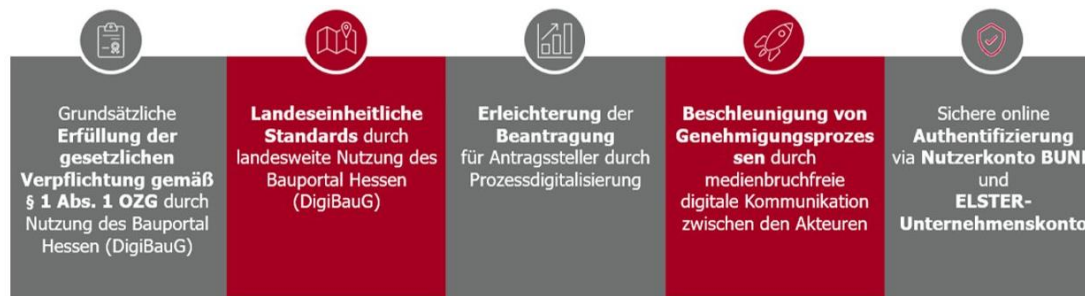 Grundsätzliche
Erfüllung der
gesetzlichen
Verpflichtung gemäß
§ 1 Abs. 1 OZG durch
Nutzung des Bauportal
Hessen (DigiBauG)
Landeseinheitliche
Standards durch
landesweite Nutzung des
Bauportal Hessen
(DigiBauG)
Erleichterung der
Beantragung
für Antragssteller durch
Prozessdigitalisierung
Beschleunigung von
Genehmigungsprozes
sen durch
medienbruchfreie
digitale Kommunikation
zwischen den Akteuren
Sichere online
Authentifizierung
via Nutzerkonto BUND
und
ELSTER-
Unternehmenskonto